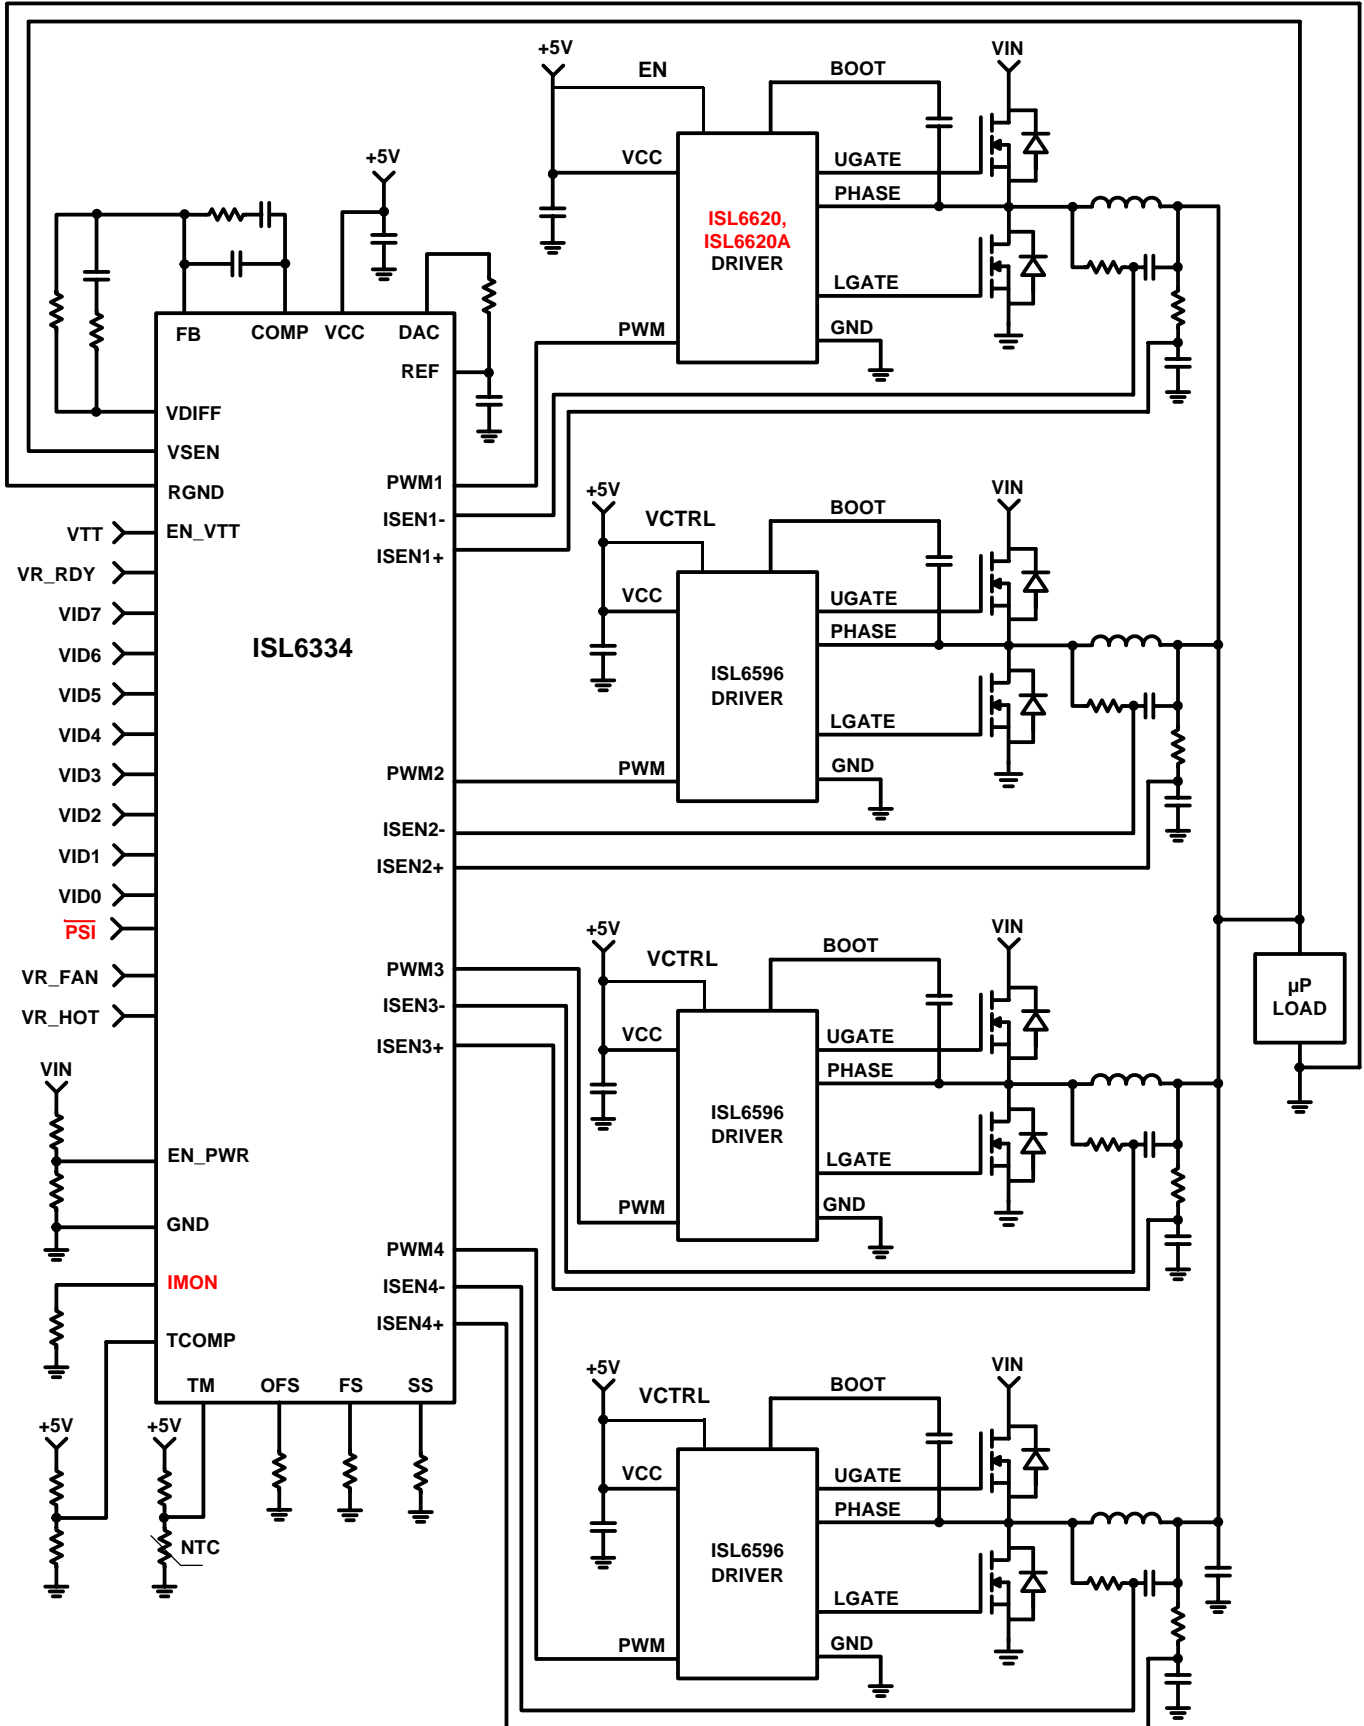 +5V
EN
BOOT
VIN
VCC
UGATE
PHASE
ISL6620,
ISL6620A
DRIVER
LGATE
PWM
GND
+5V
FB
COMP
VCC
DAC
REF
VDIFF
VSEN
RGND
EN_VTT
VTT
VR_RDY
VID7
VID6
VID5
VID4
VID3
VID2
VID1
VID0
PSI
VR_FAN
VR_HOT
VIN
EN_PWR
GND
IMON
TCOMP
TM
OFS
FS
SS
+5V
+5V
NTC
ISL6334
PWM1
ISEN1-
ISEN1+
PWM2
ISEN2-
ISEN2+
PWM3
ISEN3-
ISEN3+
PWM4
ISEN4-
ISEN4+
+5V
VCTRL
BOOT
VIN
VCC
UGATE
PHASE
ISL6596
DRIVER
LGATE
PWM
GND
+5V
VCTRL
BOOT
VIN
VCC
UGATE
PHASE
ISL6596
DRIVER
LGATE
PWM
GND
+5V
VCTRL
BOOT
VIN
VCC
UGATE
PHASE
ISL6596
DRIVER
LGATE
PWM
GND
µP
LOAD